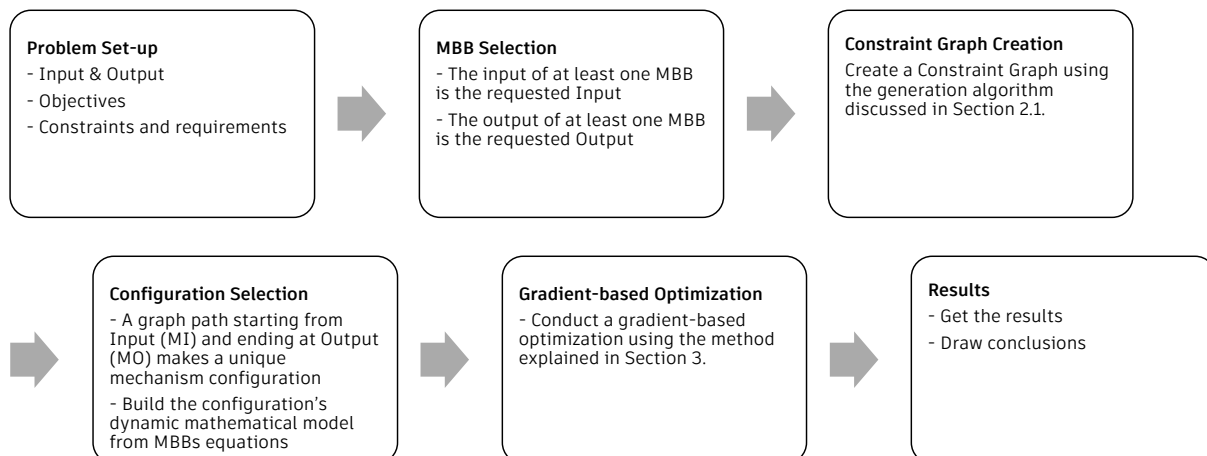 Problem Set-up
- Input & Output
- Objectives
- Constraints and requirements
MBB Selection
- The input of at least one MBB
is the requested Input
- The output of at least one MBB
is the requested Output
Constraint Graph Creation
Create a Constraint Graph using
the generation algorithm
discussed in Section 2.1.
Configuration Selection
- A graph path starting from
Input (MI) and ending at Output
(MO) makes a unique
mechanism configuration
- Build the configuration’s
dynamic mathematical model
from MBBs equations
Gradient-based Optimization
- Conduct a gradient-based
optimization using the method
explained in Section 3.
Results
- Get the results
- Draw conclusions